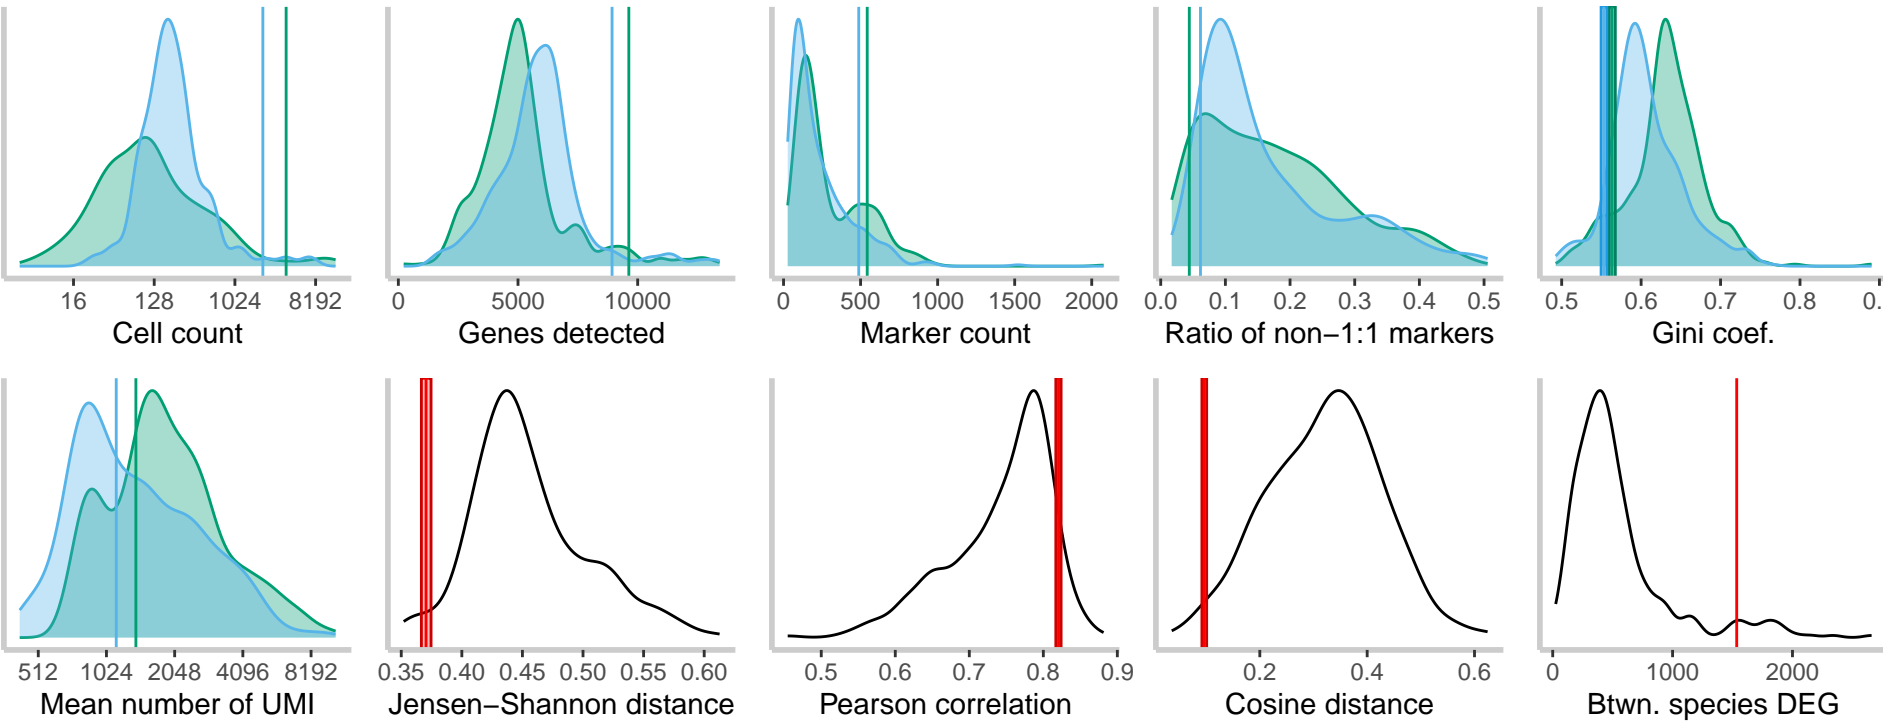 16 128 1024 8192
Cell count
0 5000 10000
Genes detected
0 500 1000 1500 2000
Marker count
0.0 0.1 0.2 0.3 0.4 0.5
Ratio of non−1:1 markers
0.5 0.6 0.7 0.8 0.
Gini coef.
512 1024 2048 4096 8192
Mean number of UMI
0.35 0.40 0.45 0.50 0.55 0.60
Jensen−Shannon distance
0.5 0.6 0.7 0.8 0.9
Pearson correlation
0.2 0.4 0.6
Cosine distance
0 1000 2000
Btwn. species DEG